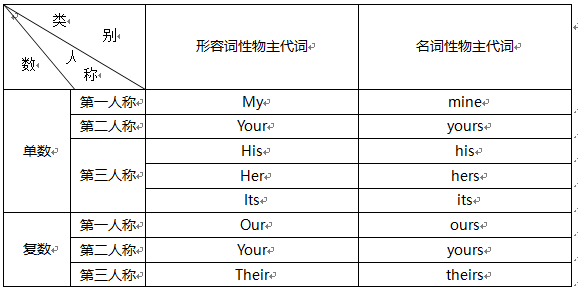 类 别
人 称
数
形容词性物主代词 名词性物主代词
单数
第一人称 My mine
第二人称 Your yours
第三人称
His his
Her hers
Its its
复数
第一人称 Our ours
第二人称 Your yours
第三人称 Their theirs